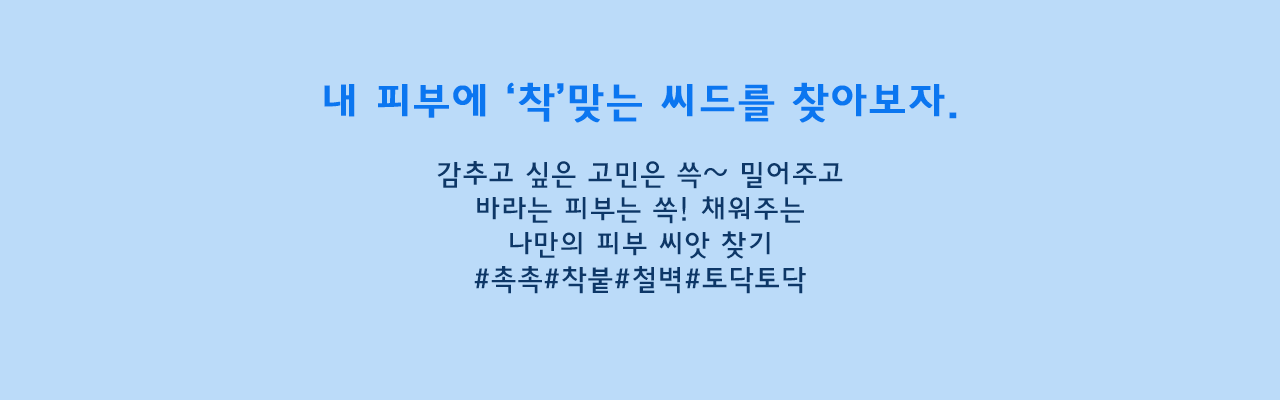 내 피부에 ‘착’맞는 씨드를 찾아보자.
감추고 싶은 고민은 쓱~ 밀어주고
바라는 피부는 쏙! 채워주는
나만의 피부 씨앗 찾기
#촉촉#착붙#철벽#토닥토닥